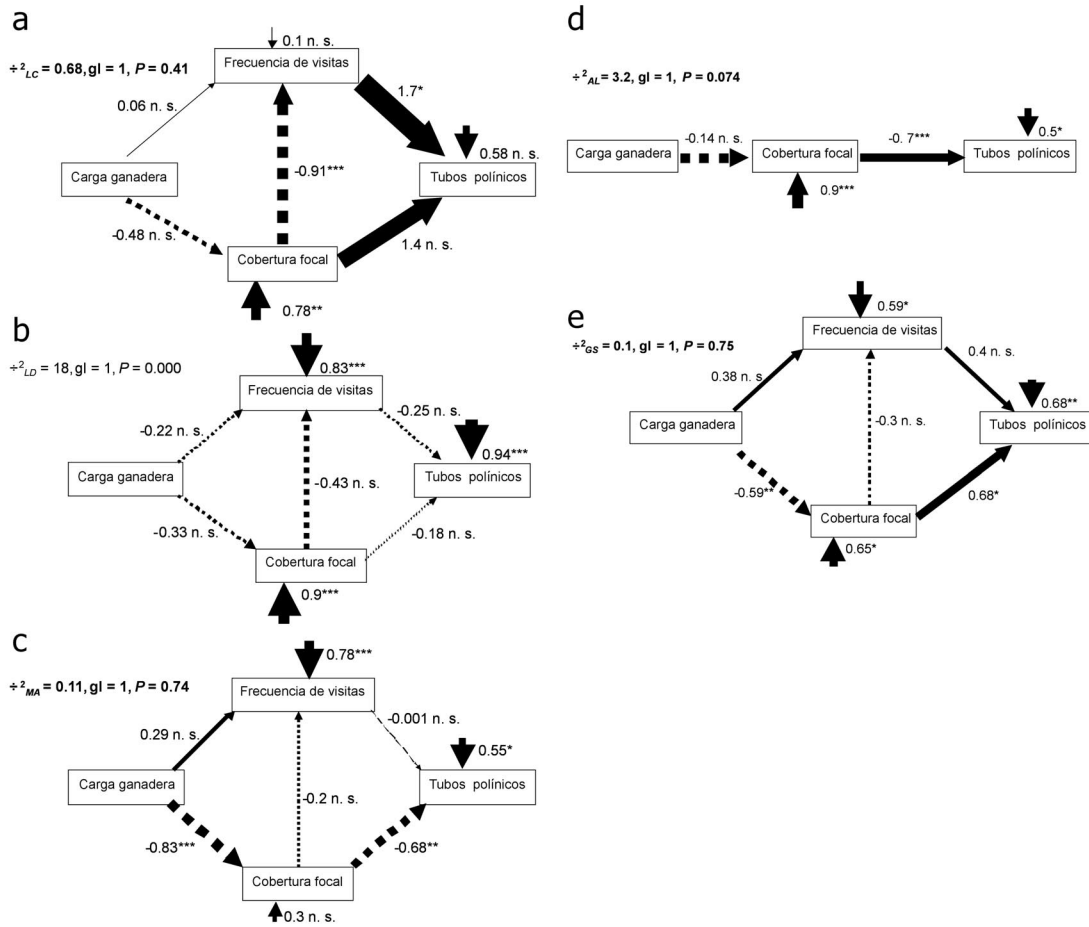 a
÷²LC = 0.68, gl = 1, P = 0.41
0.1 n. s.
Frecuencia de visitas
0.06 n. s.
1.7*
0.58 n. s.
Carga ganadera
-0.91***
Tubos polínicos
-0.48 n. s.
1.4 n. s.
Cobertura focal
0.78**
b
÷²LD = 18, gl = 1, P = 0.000
0.83***
Frecuencia de visitas
-0.22 n. s.
-0.25 n. s.
0.94***
Carga ganadera
-0.43 n. s.
Tubos polínicos
-0.33 n. s.
-0.18 n. s.
Cobertura focal
0.9***
c
÷²MA = 0.11, gl = 1, P = 0.74
0.78***
Frecuencia de visitas
0.29 n. s.
-0.001 n. s.
0.55*
Carga ganadera
-0.2 n. s.
Tubos polínicos
-0.83***
-0.68**
Cobertura focal
0.3 n. s.
d
÷²AL = 3.2, gl = 1, P = 0.074
-0.14 n. s.
-0. 7***
0.5*
Carga ganadera
Cobertura focal
Tubos polínicos
0.9***
e
÷²GS = 0.1, gl = 1, P = 0.75
0.59*
Frecuencia de visitas
0.38 n. s
0.4 n. s.
0.68**
Carga ganadera
-0.3 n. s.
Tubos polínicos
-0.59**
0.68*
Cobertura focal
0.65*